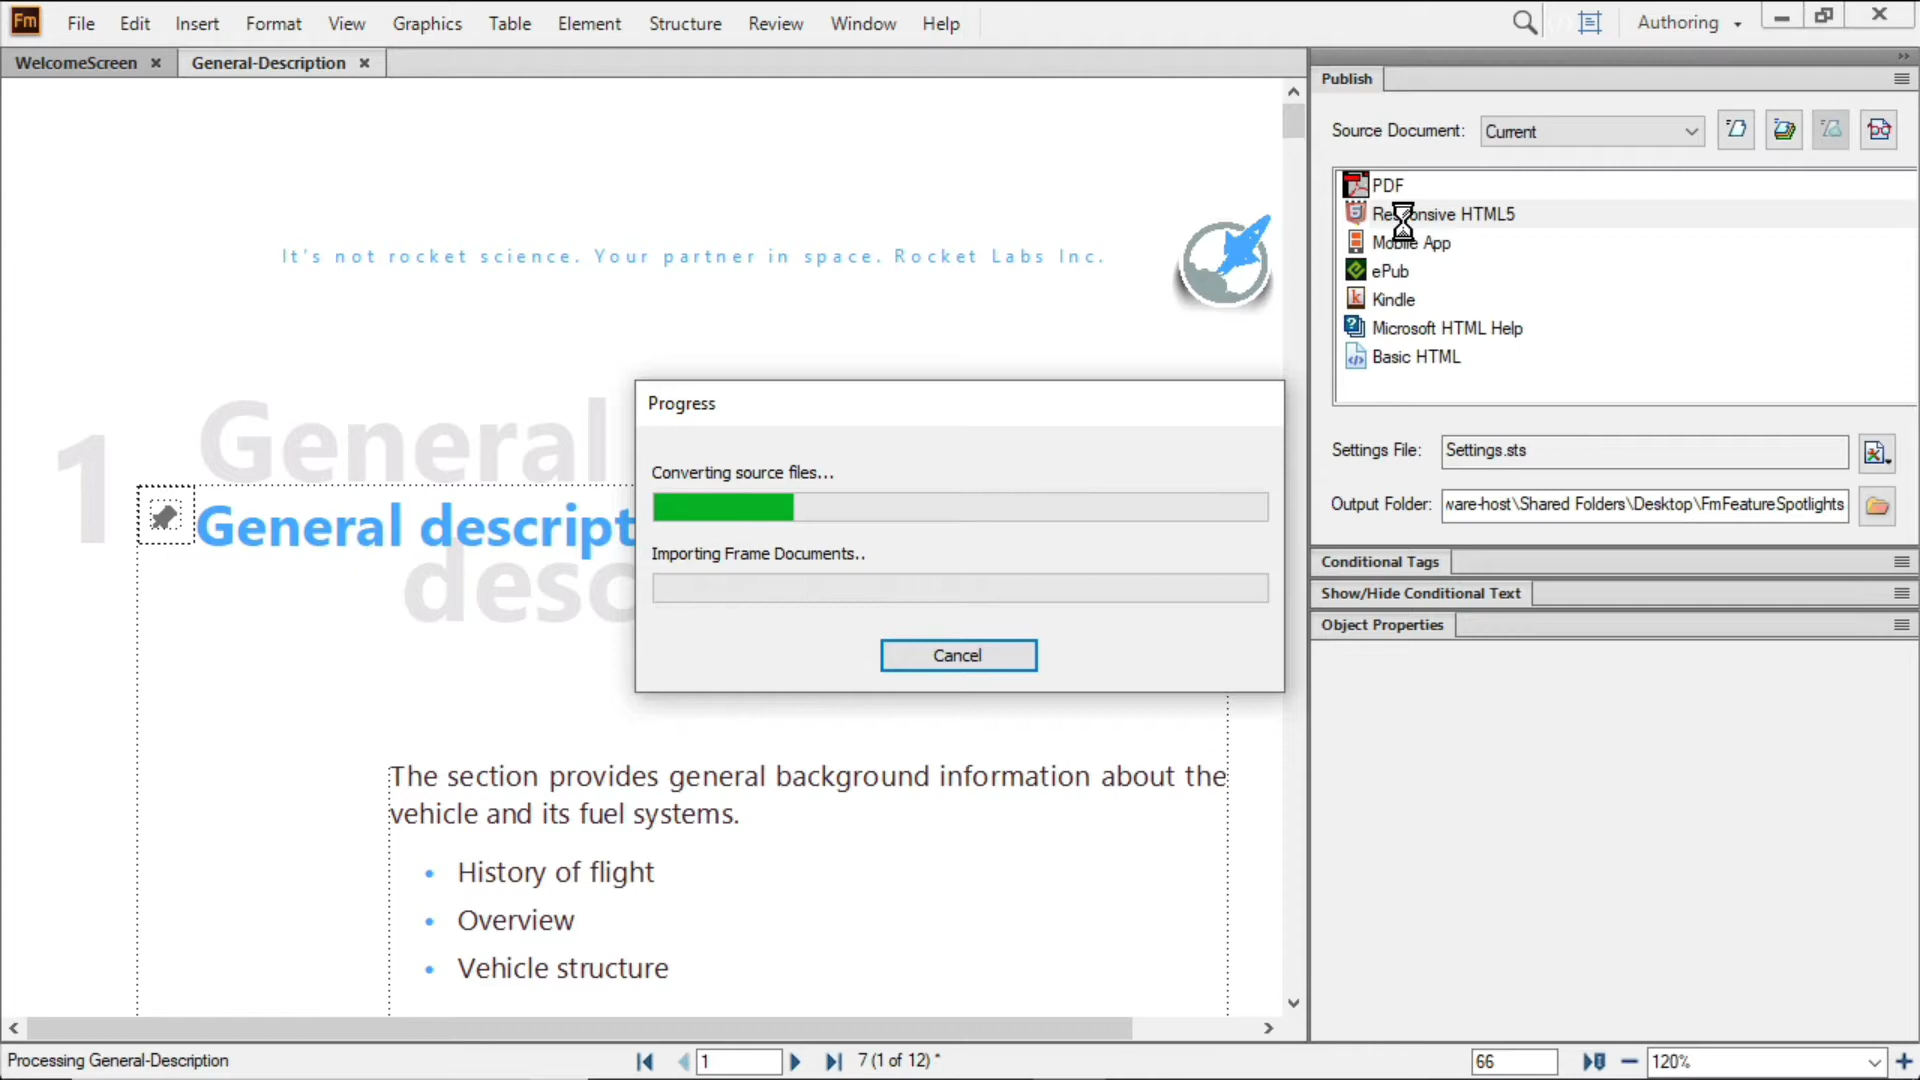 Fm File Edit Insert Format View Graphics Table Element Structure Review Window Help Authoring
WelcomeScreen General-Description
Publish
Source Document: Current
PDF
Responsive HTML5
Mobile App
ePub
Kindle
Microsoft HTML Help
Basic HTML
Settings File: Settings.sts
Output Folder: ware-host\Shared Folders\Desktop\FmFeatureSpotlights
Conditional Tags
Show/Hide Conditional Text
Object Properties
It's not rocket science. Your partner in space. Rocket Labs Inc.
1 General
General descript
desc
Progress
Converting source files...
Importing Frame Documents..
Cancel
The section provides general background information about the
vehicle and its fuel systems.
• History of flight
• Overview
• Vehicle structure
Processing General-Description 1 7 (1 of 12) * 66 120%